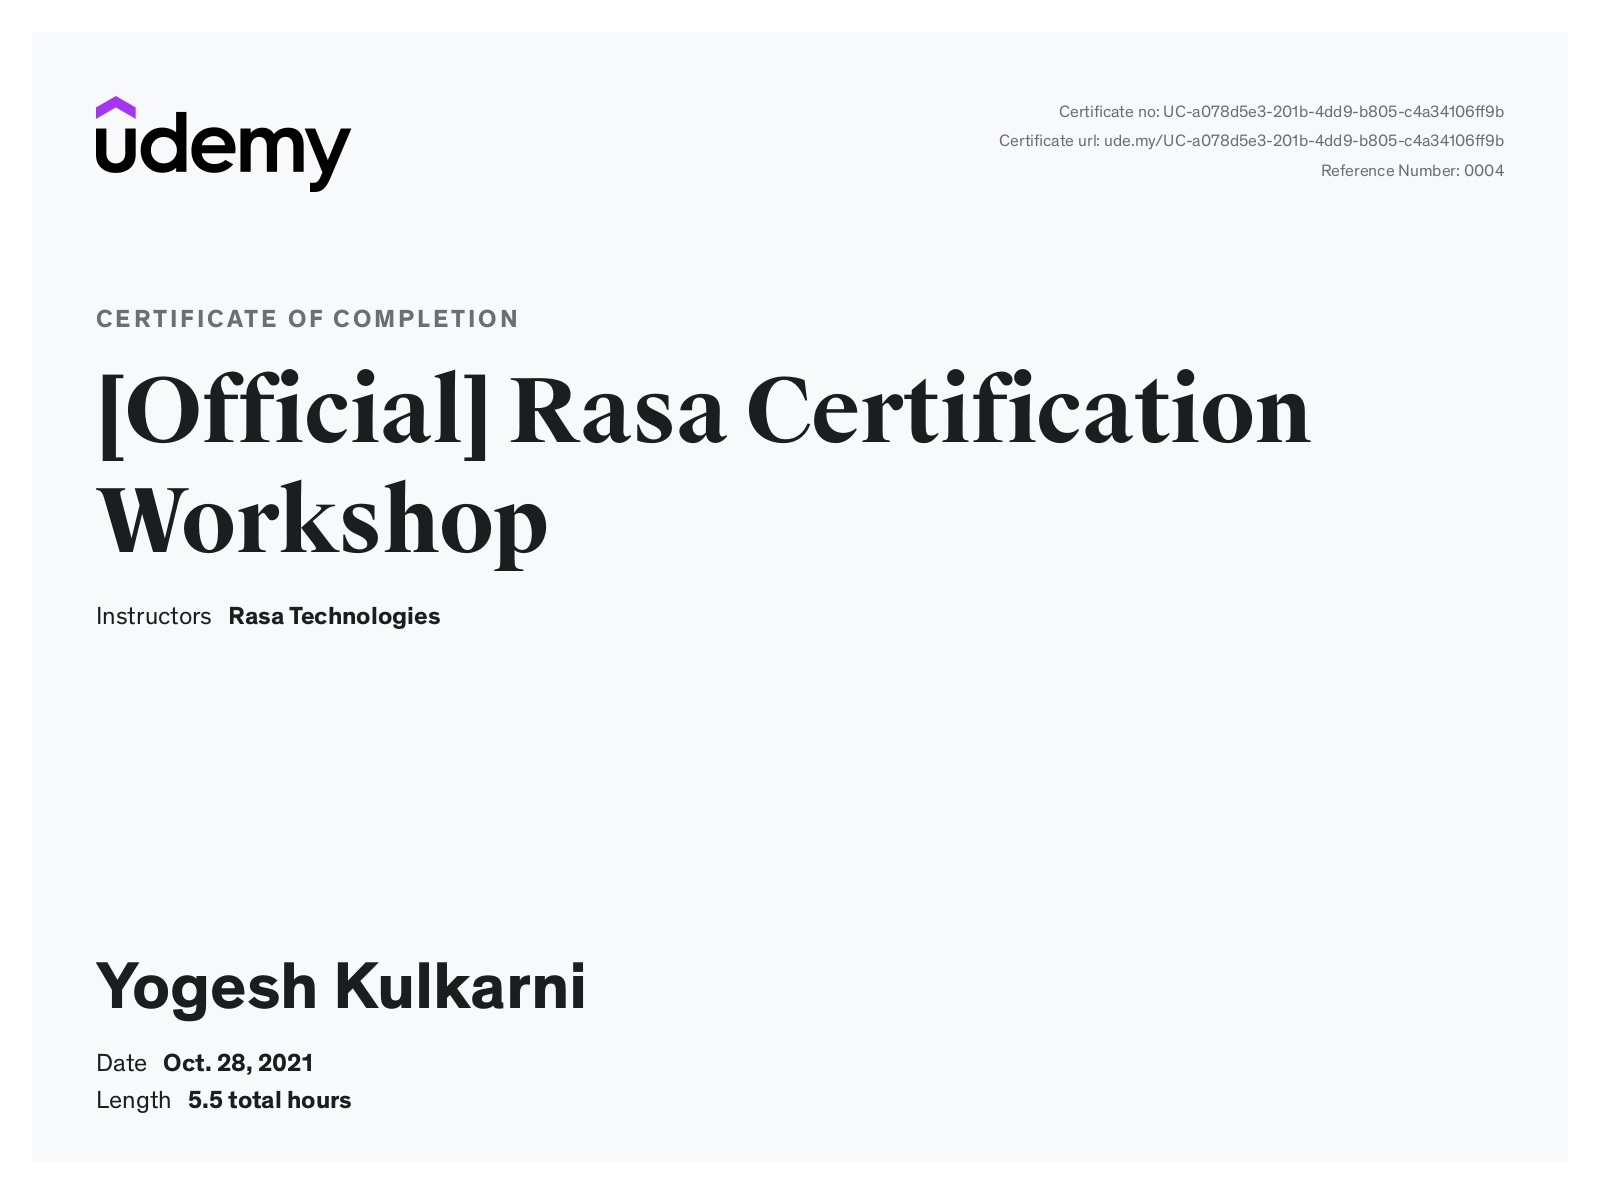 udemy
Certificate no: UC-a078d5e3-201b-4dd9-b805-c4a34106ff9b
Certificate url: ude.my/UC-a078d5e3-201b-4dd9-b805-c4a34106ff9b
Reference Number: 0004
CERTIFICATE OF COMPLETION
[Official] Rasa Certification
Workshop
Instructors Rasa Technologies
Yogesh Kulkarni
Date Oct. 28, 2021
Length 5.5 total hours